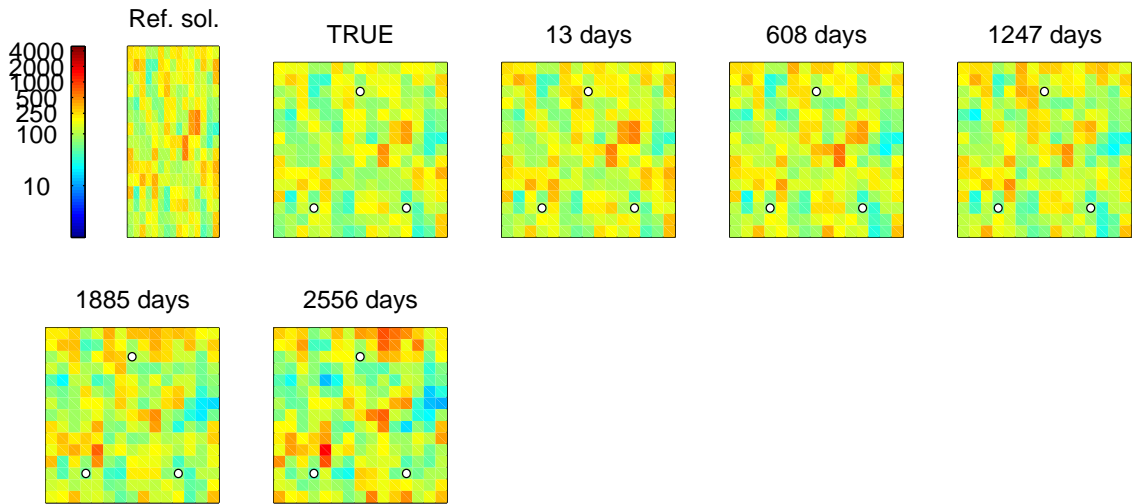 Ref. sol.
TRUE
13 days
608 days
1247 days
4000
2000
1000
500
250
100
10
1885 days
2556 days